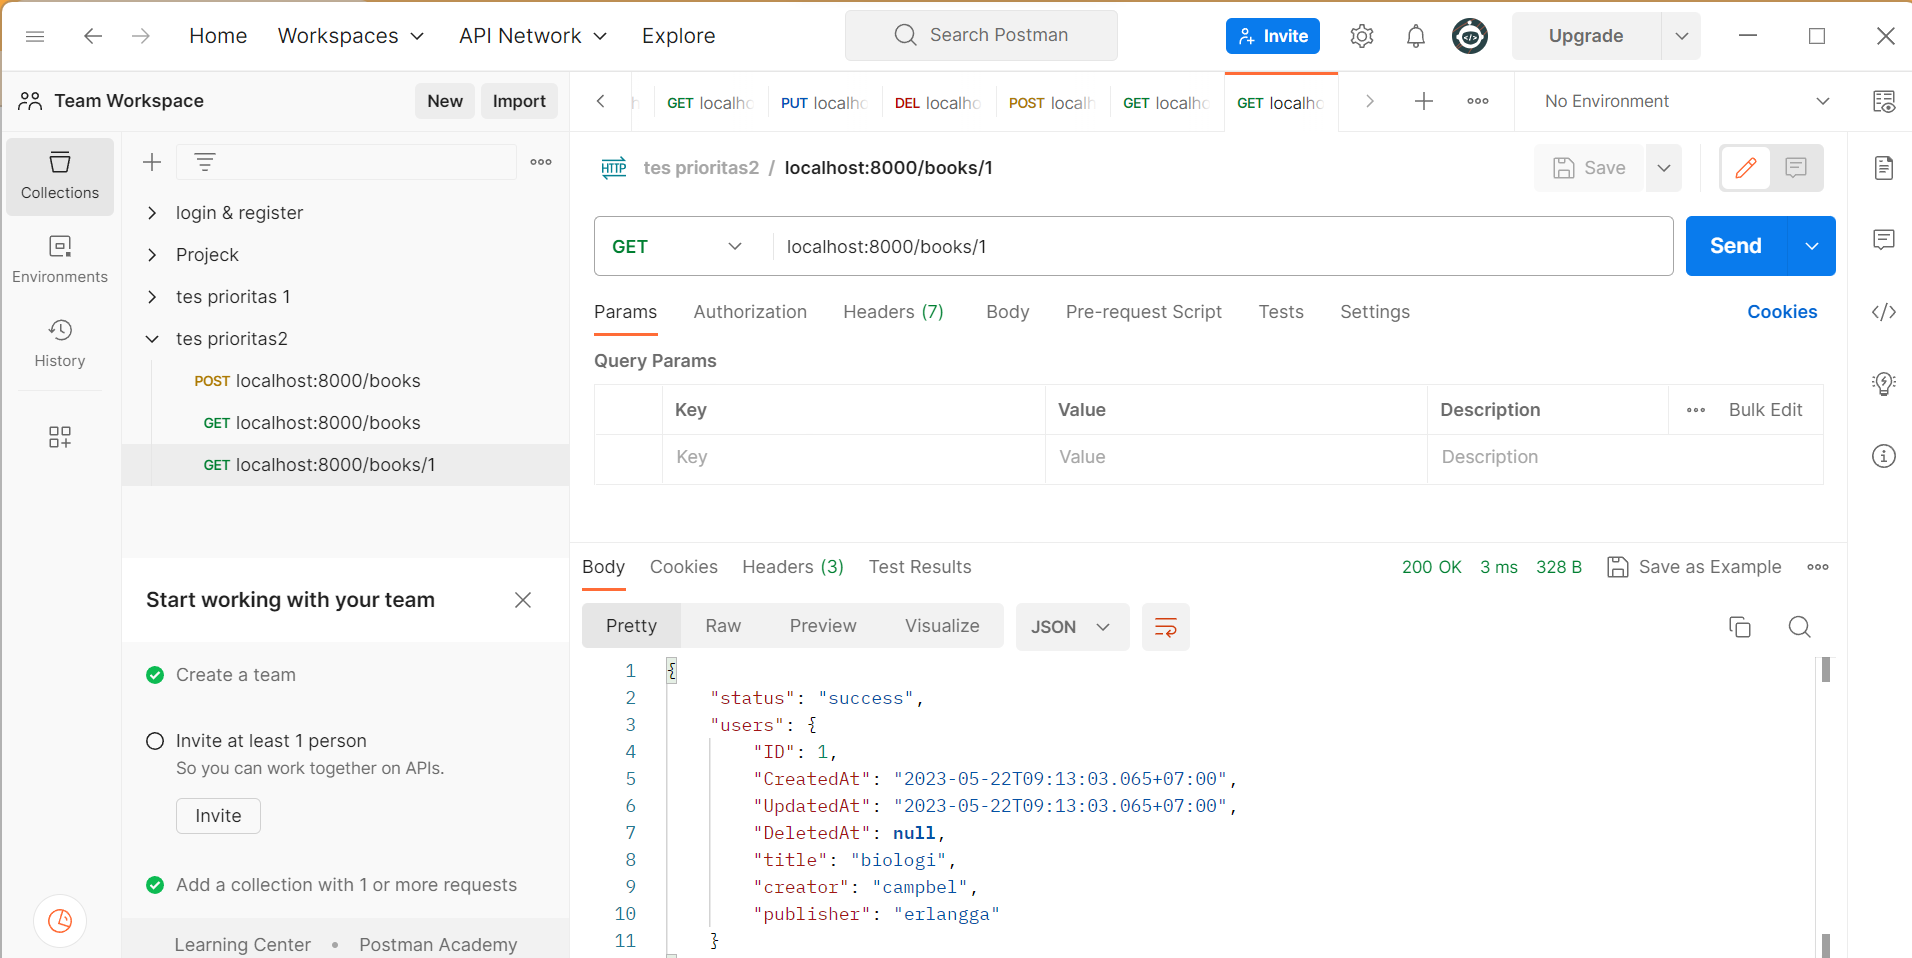 Home Workspaces API Network Explore Search Postman Invite Upgrade
Team Workspace New Import
GET localho PUT localho DEL localho POST localh GET localho GET localho No Environment
Collections
Environments
History
login & register
Projeck
tes prioritas 1
tes prioritas2
POST localhost:8000/books
GET localhost:8000/books
GET localhost:8000/books/1
Start working with your team
Create a team
Invite at least 1 person
So you can work together on APIs.
Invite
Add a collection with 1 or more requests
Learning Center • Postman Academy
HTTP tes prioritas2 / localhost:8000/books/1 Save
GET localhost:8000/books/1 Send
Params Authorization Headers (7) Body Pre-request Script Tests Settings Cookies
Query Params
Key Value Description Bulk Edit
Key Value Description
Body Cookies Headers (3) Test Results 200 OK 3 ms 328 B Save as Example
Pretty Raw Preview Visualize JSON
1 {
2 "status": "success",
3 "users": {
4 "ID": 1,
5 "CreatedAt": "2023-05-22T09:13:03.065+07:00",
6 "UpdatedAt": "2023-05-22T09:13:03.065+07:00",
7 "DeletedAt": null,
8 "title": "biologi",
9 "creator": "campbel",
10 "publisher": "erlangga"
11 }